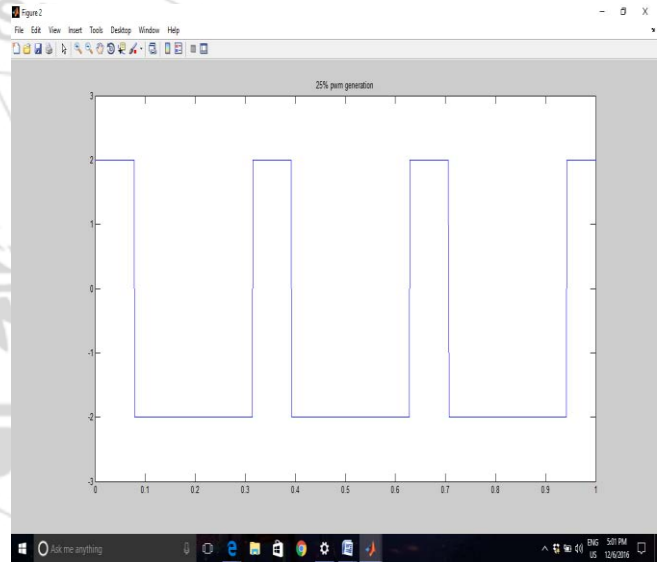 Figure 2
File Edit View Insert Tools Desktop Window Help
25% pwm generation
3
2
1
0
-1
-2
-3
0 0.1 0.2 0.3 0.4 0.5 0.6 0.7 0.8 0.9 1
Ask me anything
ENG 5:01 PM
US 12/6/2016